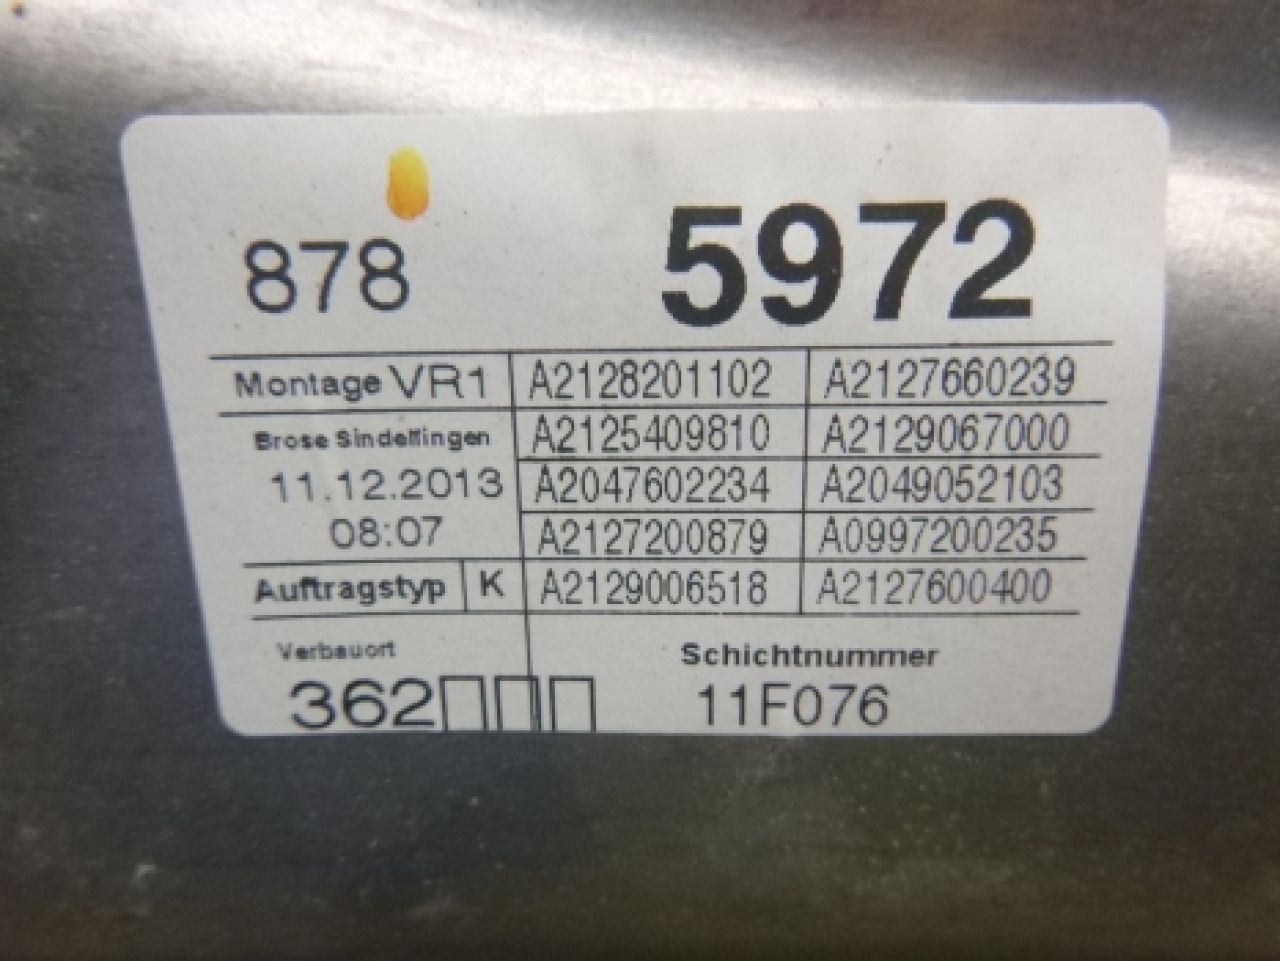 878 5972
Montage VR1 A2128201102 A2127660239
Brose Sindelfingen A2125409810 A2129067000
11.12.2013 A2047602234 A2049052103
08:07 A2127200879 A0997200235
Auftragstyp K A2129006518 A2127600400
Verbauort Schichtnummer
362▯▯▯ 11F076